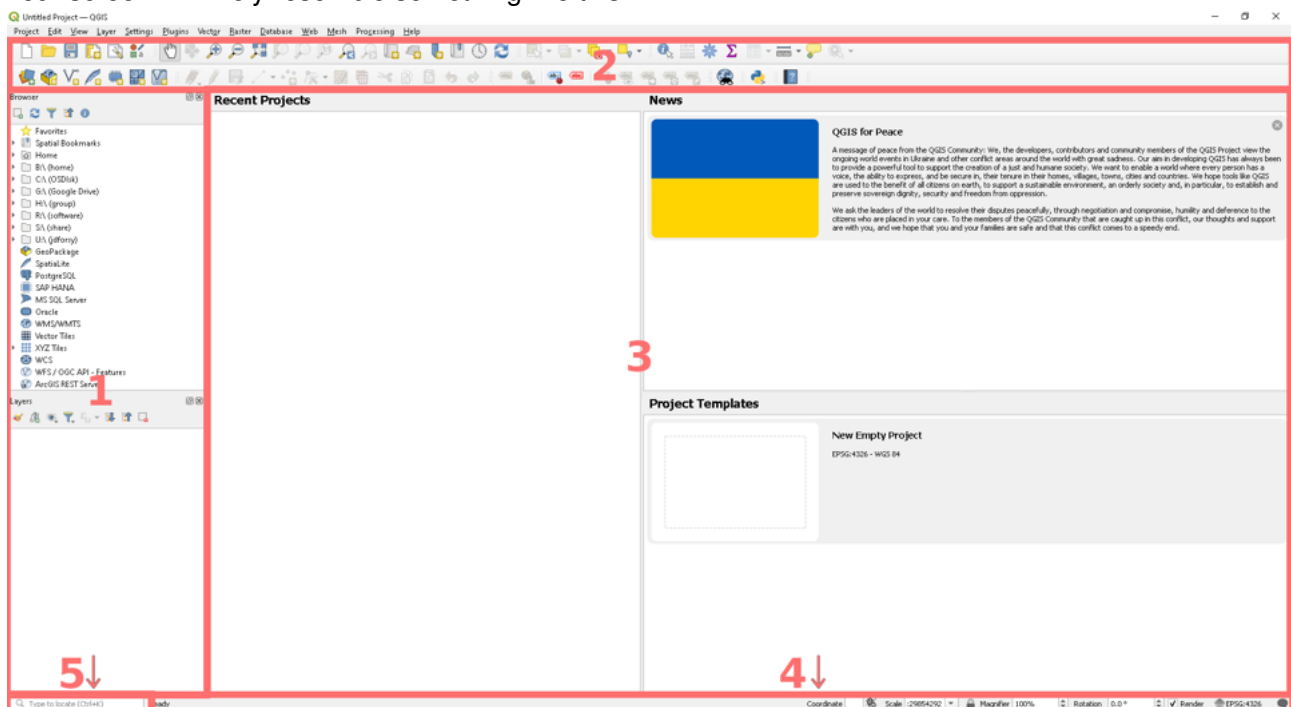 Untitled Project — QGIS
Project Edit View Layer Settings Plugins Vector Raster Database Web Mesh Processing Help
2
Browser
Favorites
Spatial Bookmarks
Home
B:\ (home)
C:\ (OSDisk)
G:\ (Google Drive)
H:\ (group)
R:\ (software)
S:\ (share)
U:\ (jdforsy)
GeoPackage
SpatiaLite
PostgreSQL
SAP HANA
MS SQL Server
Oracle
WMS/WMTS
Vector Tiles
XYZ Tiles
WCS
WFS / OGC API - Features
ArcGIS REST Serve
1
Layers
5
Recent Projects
3
News
QGIS for Peace
A message of peace from the QGIS Community: We, the developers, contributors and community members of the QGIS Project view the
ongoing world events in Ukraine and other conflict areas around the world with great sadness. Our aim in developing QGIS has always been
to provide a powerful tool to support the creation of a just and humane society. We want to enable a world where every person has a
voice, the ability to express, and be secure in, their tenure in their homes, villages, towns, cities and countries. We hope tools like QGIS
are used to the benefit of all citizens on earth, to support a sustainable environment, an orderly society and, in particular, to establish and
preserve sovereign dignity, security and freedom from oppression.
We ask the leaders of the world to resolve their disputes peacefully, through negotiation and compromise, humility and deference to the
citizens who are placed in your care. To the members of the QGIS Community that are caught up in this conflict, our thoughts and support
are with you, and we hope that you and your families are safe and that this conflict comes to a speedy end.
Project Templates
New Empty Project
EPSG:4326 - WGS 84
4
Type to locate (Ctrl+K) eady Coordinate Scale :29854292 Magnifier 100% Rotation 0.0 ° Render EPSG:4326